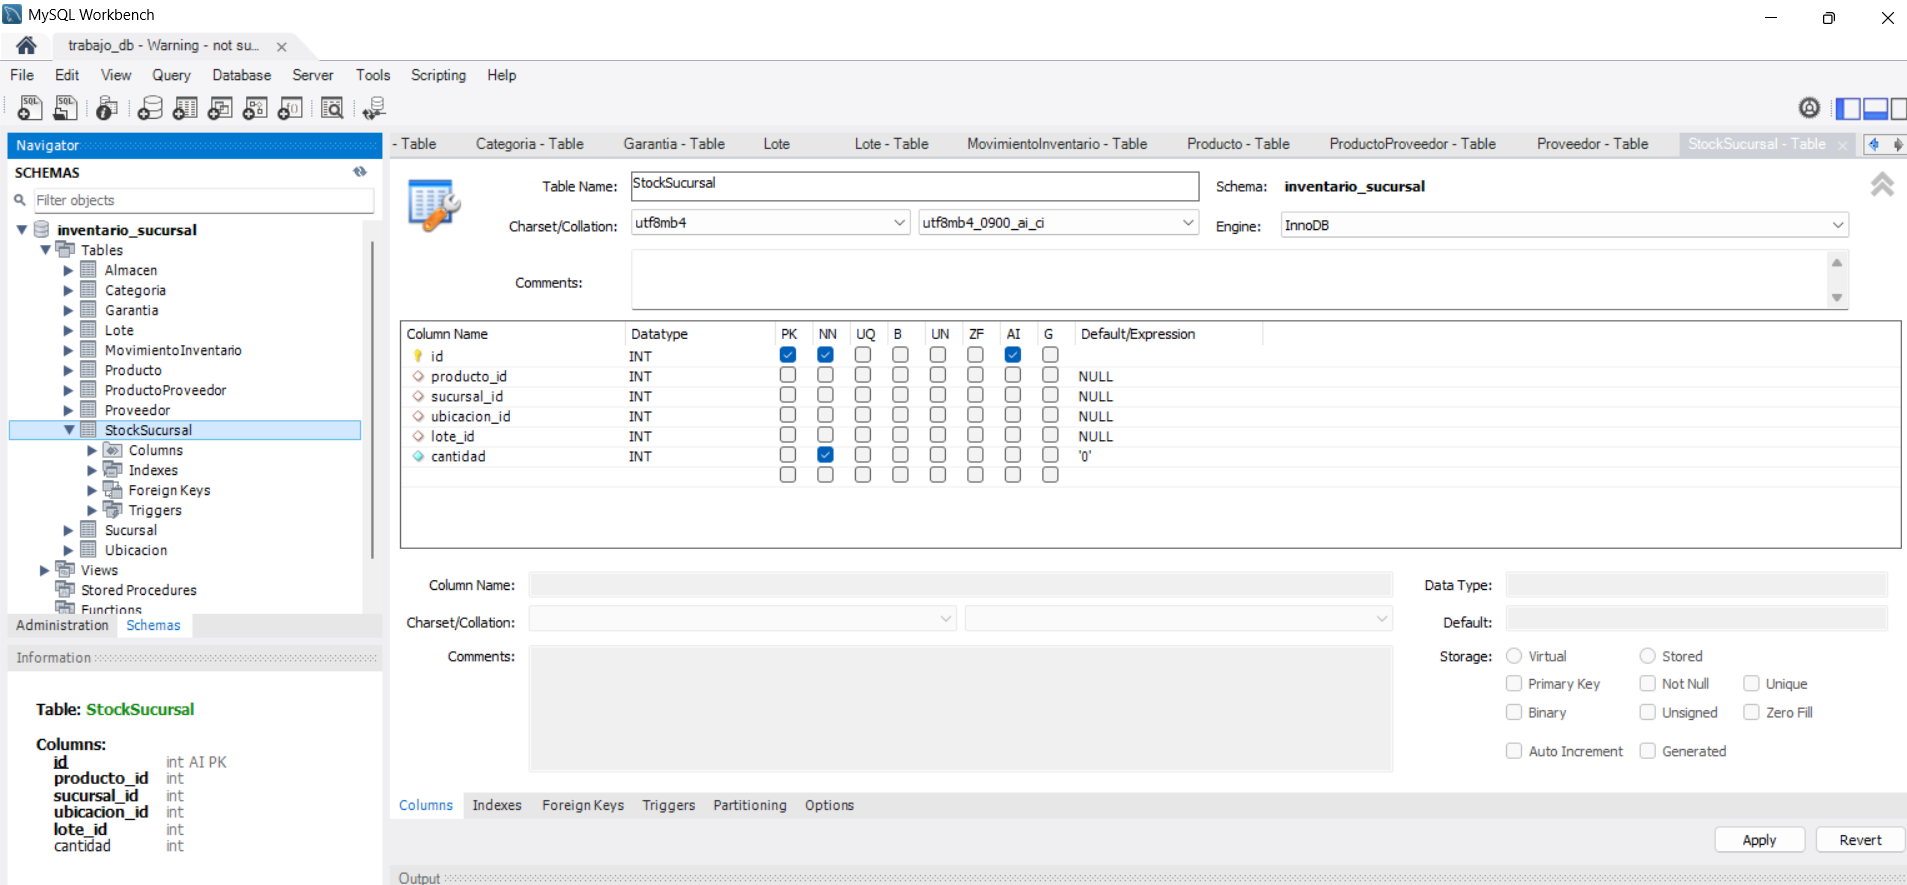 MySQL Workbench
trabajo_db - Warning - not su...
File Edit View Query Database Server Tools Scripting Help
Navigator
SCHEMAS
Filter objects
inventario_sucursal
Tables
Almacen
Categoria
Garantia
Lote
MovimientoInventario
Producto
ProductoProveedor
Proveedor
StockSucursal
Columns
Indexes
Foreign Keys
Triggers
Sucursal
Ubicacion
Views
Stored Procedures
Functions
Administration Schemas
Information
Table: StockSucursal
Columns:
id int AI PK
producto_id int
sucursal_id int
ubicacion_id int
lote_id int
cantidad int
- Table Categoria - Table Garantia - Table Lote Lote - Table MovimientoInventario - Table Producto - Table ProductoProveedor - Table Proveedor - Table StockSucursal - Table
Table Name: StockSucursal Schema: inventario_sucursal
Charset/Collation: utf8mb4 utf8mb4_0900_ai_ci Engine: InnoDB
Comments:
Column Name Datatype PK NN UQ B UN ZF AI G Default/Expression
id INT
producto_id INT NULL
sucursal_id INT NULL
ubicacion_id INT NULL
lote_id INT NULL
cantidad INT '0'
Column Name: Data Type:
Charset/Collation: Default:
Comments: Storage: Virtual Stored
Primary Key Not Null Unique
Binary Unsigned Zero Fill
Auto Increment Generated
Columns Indexes Foreign Keys Triggers Partitioning Options
Apply Revert
Output